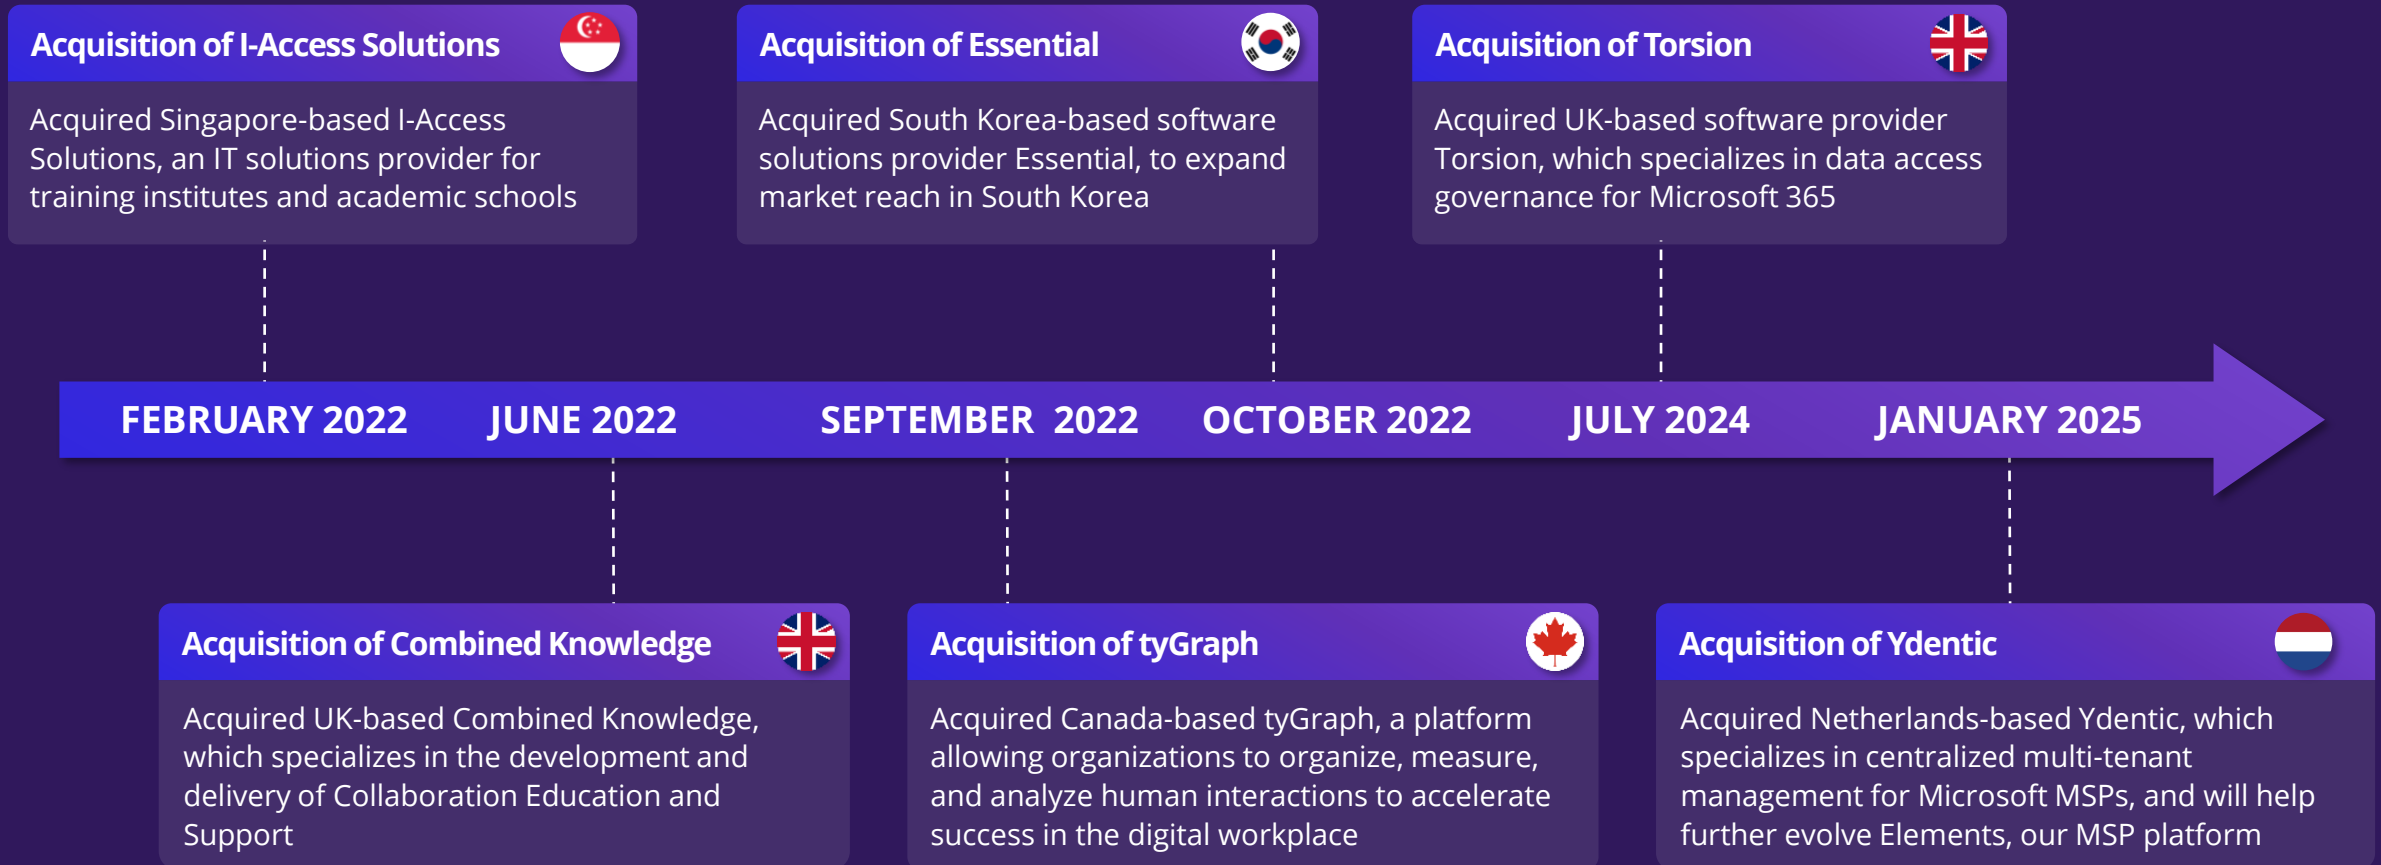 Acquisition of I-Access Solutions
Acquired Singapore-based I-Access
Solutions, an IT solutions provider for
training institutes and academic schools
Acquisition of Essential
Acquired South Korea-based software
solutions provider Essential, to expand
market reach in South Korea
Acquisition of Torsion
Acquired UK-based software provider
Torsion, which specializes in data access
governance for Microsoft 365
FEBRUARY 2022
JUNE 2022
SEPTEMBER 2022
OCTOBER 2022
JULY 2024
JANUARY 2025
Acquisition of Combined Knowledge
Acquired UK-based Combined Knowledge,
which specializes in the development and
delivery of Collaboration Education and
Support
Acquisition of tyGraph
Acquired Canada-based tyGraph, a platform
allowing organizations to organize, measure,
and analyze human interactions to accelerate
success in the digital workplace
Acquisition of Ydentic
Acquired Netherlands-based Ydentic, which
specializes in centralized multi-tenant
management for Microsoft MSPs, and will help
further evolve Elements, our MSP platform